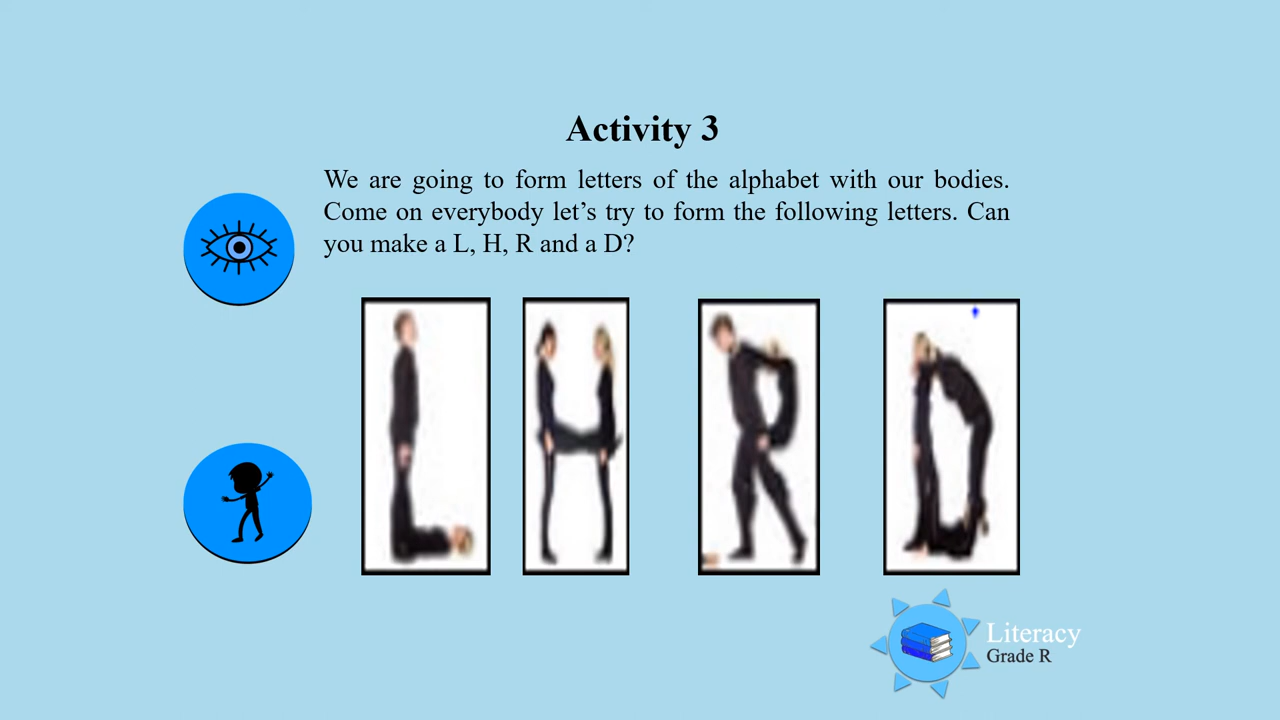 Activity 3
We are going to form letters of the alphabet with our bodies.
Come on everybody let’s try to form the following letters. Can
you make a L, H, R and a D?
Literacy
Grade R